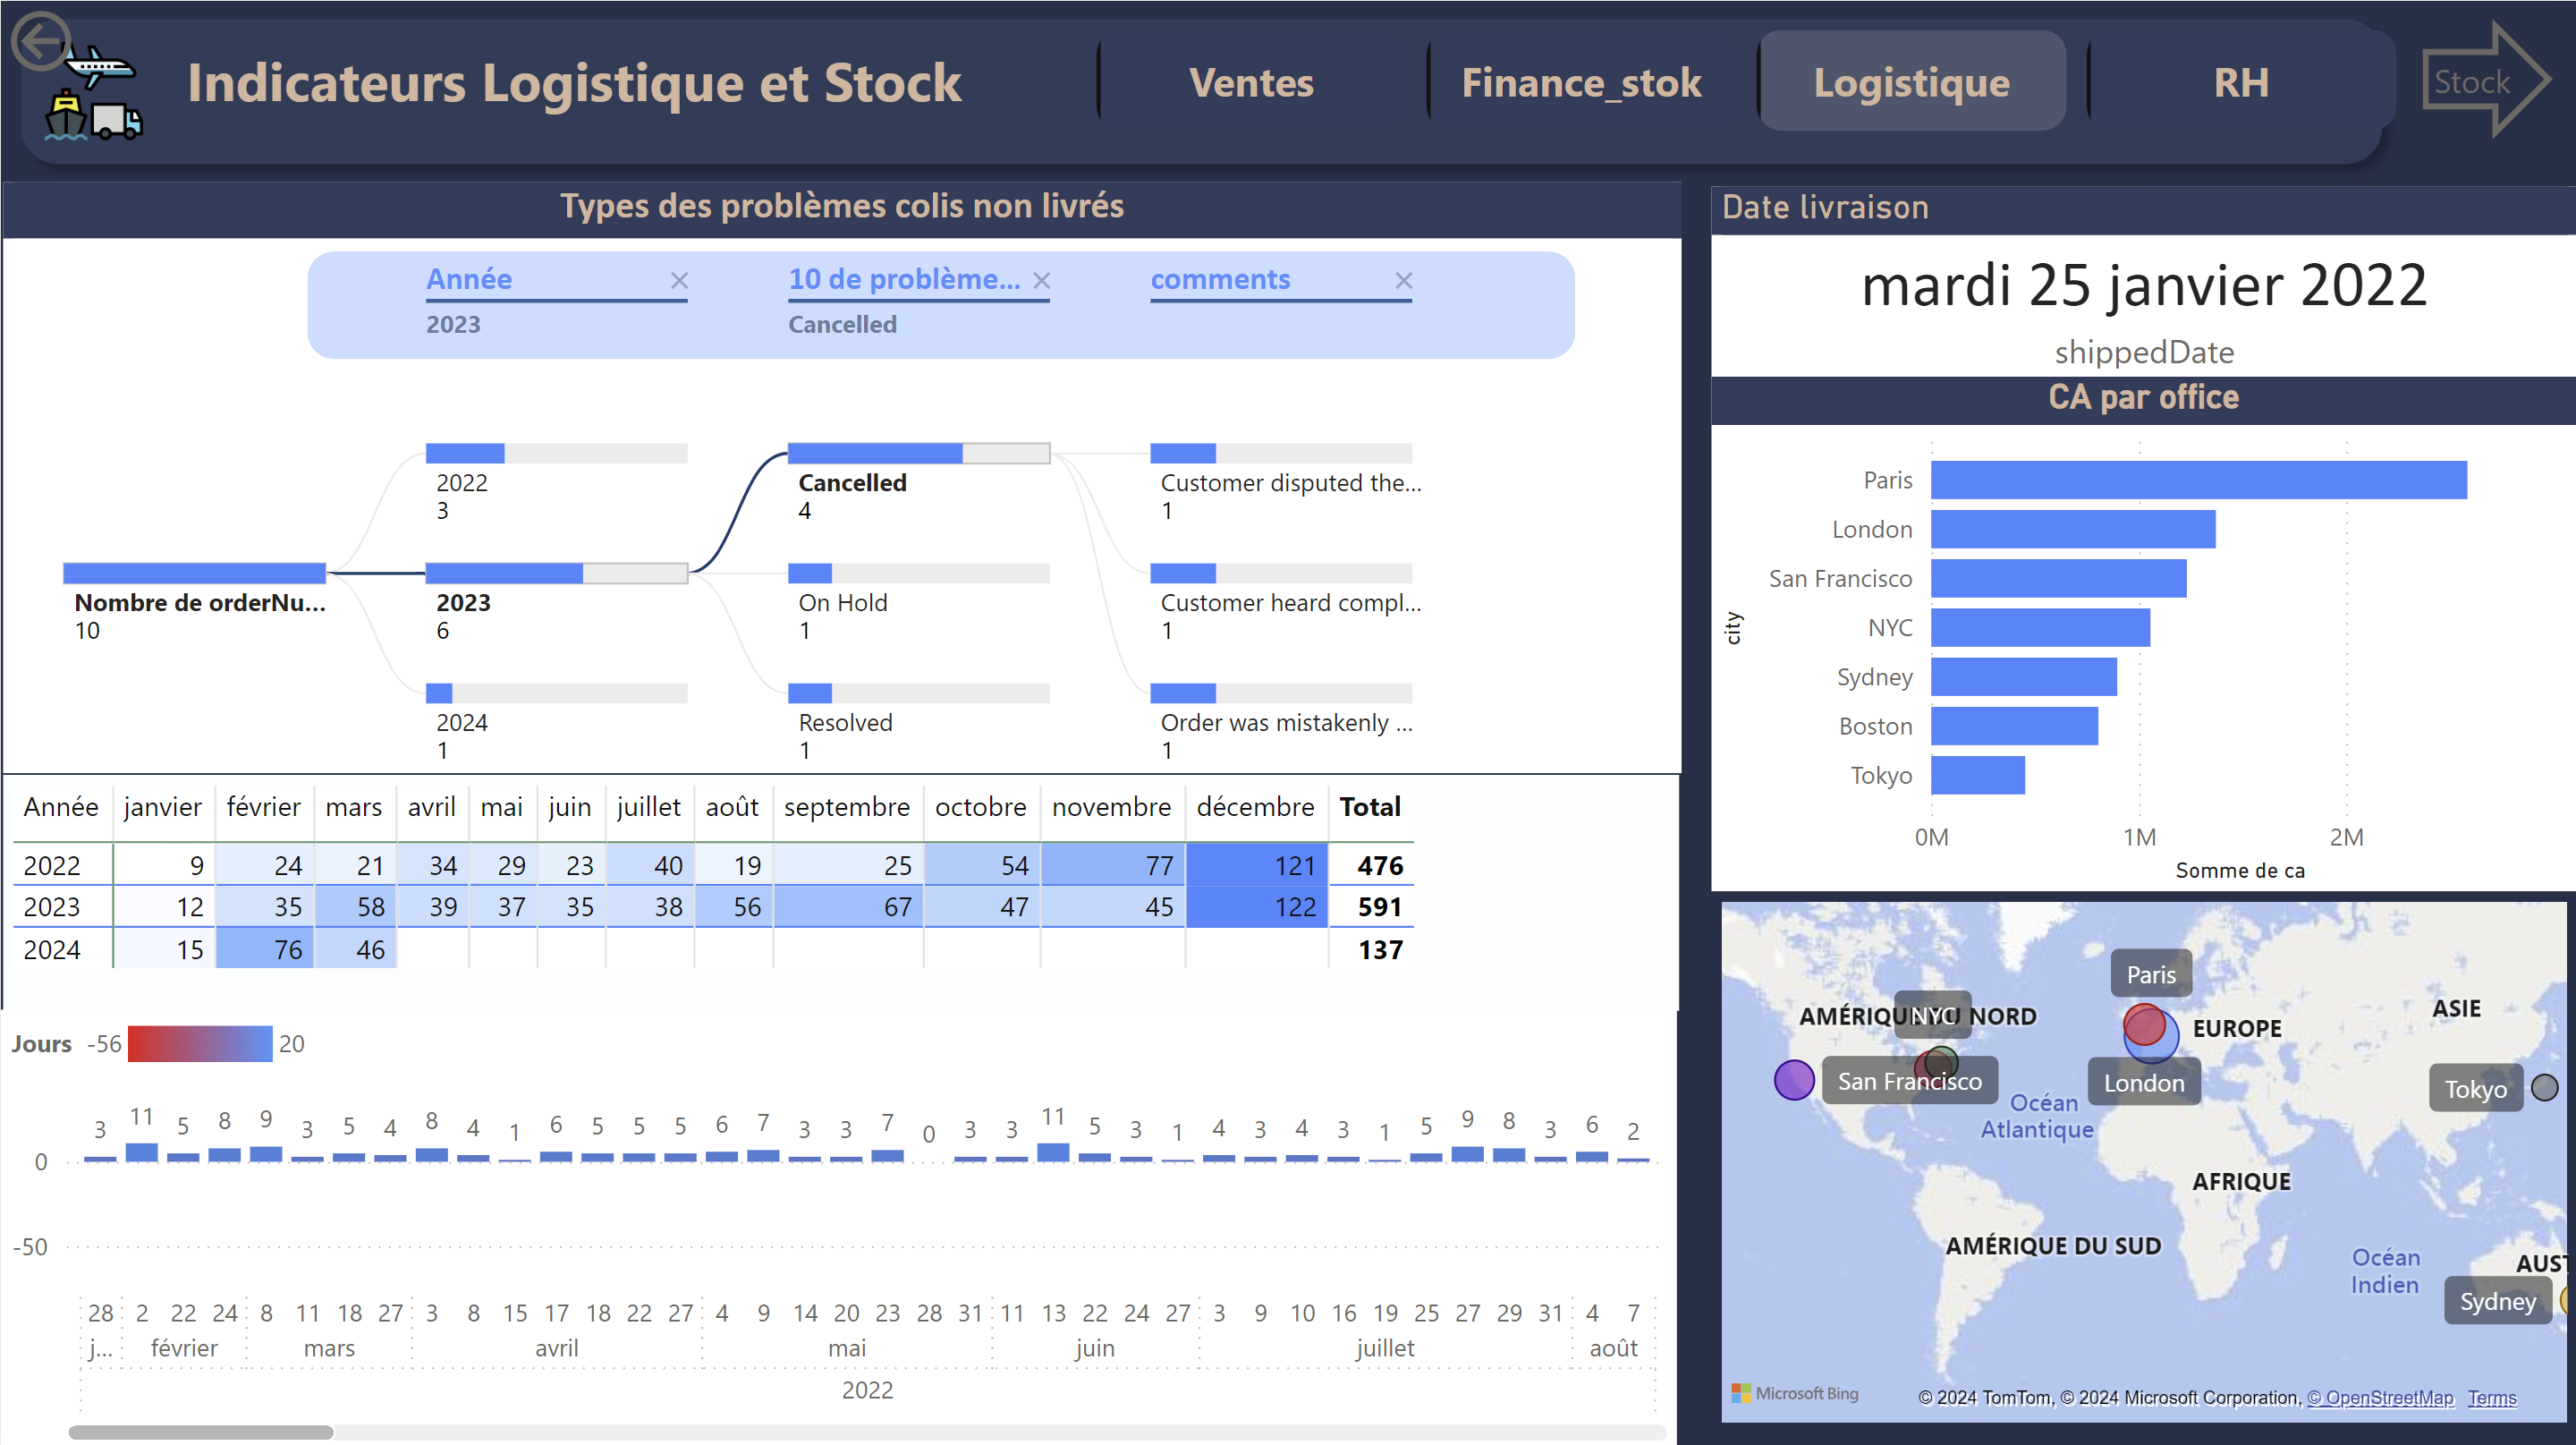 Indicateurs Logistique et Stock
Ventes
Finance_stok
Logistique
RH
Stock
Types des problèmes colis non livrés
Année
2023
10 de problème...
Cancelled
comments
Nombre de orderNu...
10
2022
3
2023
6
2024
1
Cancelled
4
On Hold
1
Resolved
1
Customer disputed the...
1
Customer heard compl...
1
Order was mistakenly ...
1
Année janvier février mars avril mai juin juillet août septembre octobre novembre décembre Total
2022 9 24 21 34 29 23 40 19 25 54 77 121 476
2023 12 35 58 39 37 35 38 56 67 47 45 122 591
2024 15 76 46 137
Jours -56 20
3 11 5 8 9 3 5 4 8 4 1 6 5 5 5 6 7 3 3 7 0 3 3 11 5 3 1 4 3 4 3 1 5 9 8 3 6 2
0
-50
28 2 22 24 8 11 18 27 3 8 15 17 18 22 27 4 9 14 20 23 28 31 11 13 22 24 27 3 9 10 16 19 25 27 29 31 4 7
j... février mars avril mai juin juillet août
2022
Date livraison
mardi 25 janvier 2022
shippedDate
CA par office
city
Paris
London
San Francisco
NYC
Sydney
Boston
Tokyo
0M 1M 2M
Somme de ca
Paris
NYC
AMÉRIQU U NORD
ASIE
EUROPE
San Francisco
London
Tokyo
Océan
Atlantique
AFRIQUE
AMÉRIQUE DU SUD
Océan
Indien
AUST
Sydney
Microsoft Bing
© 2024 TomTom, © 2024 Microsoft Corporation, © OpenStreetMap Terms